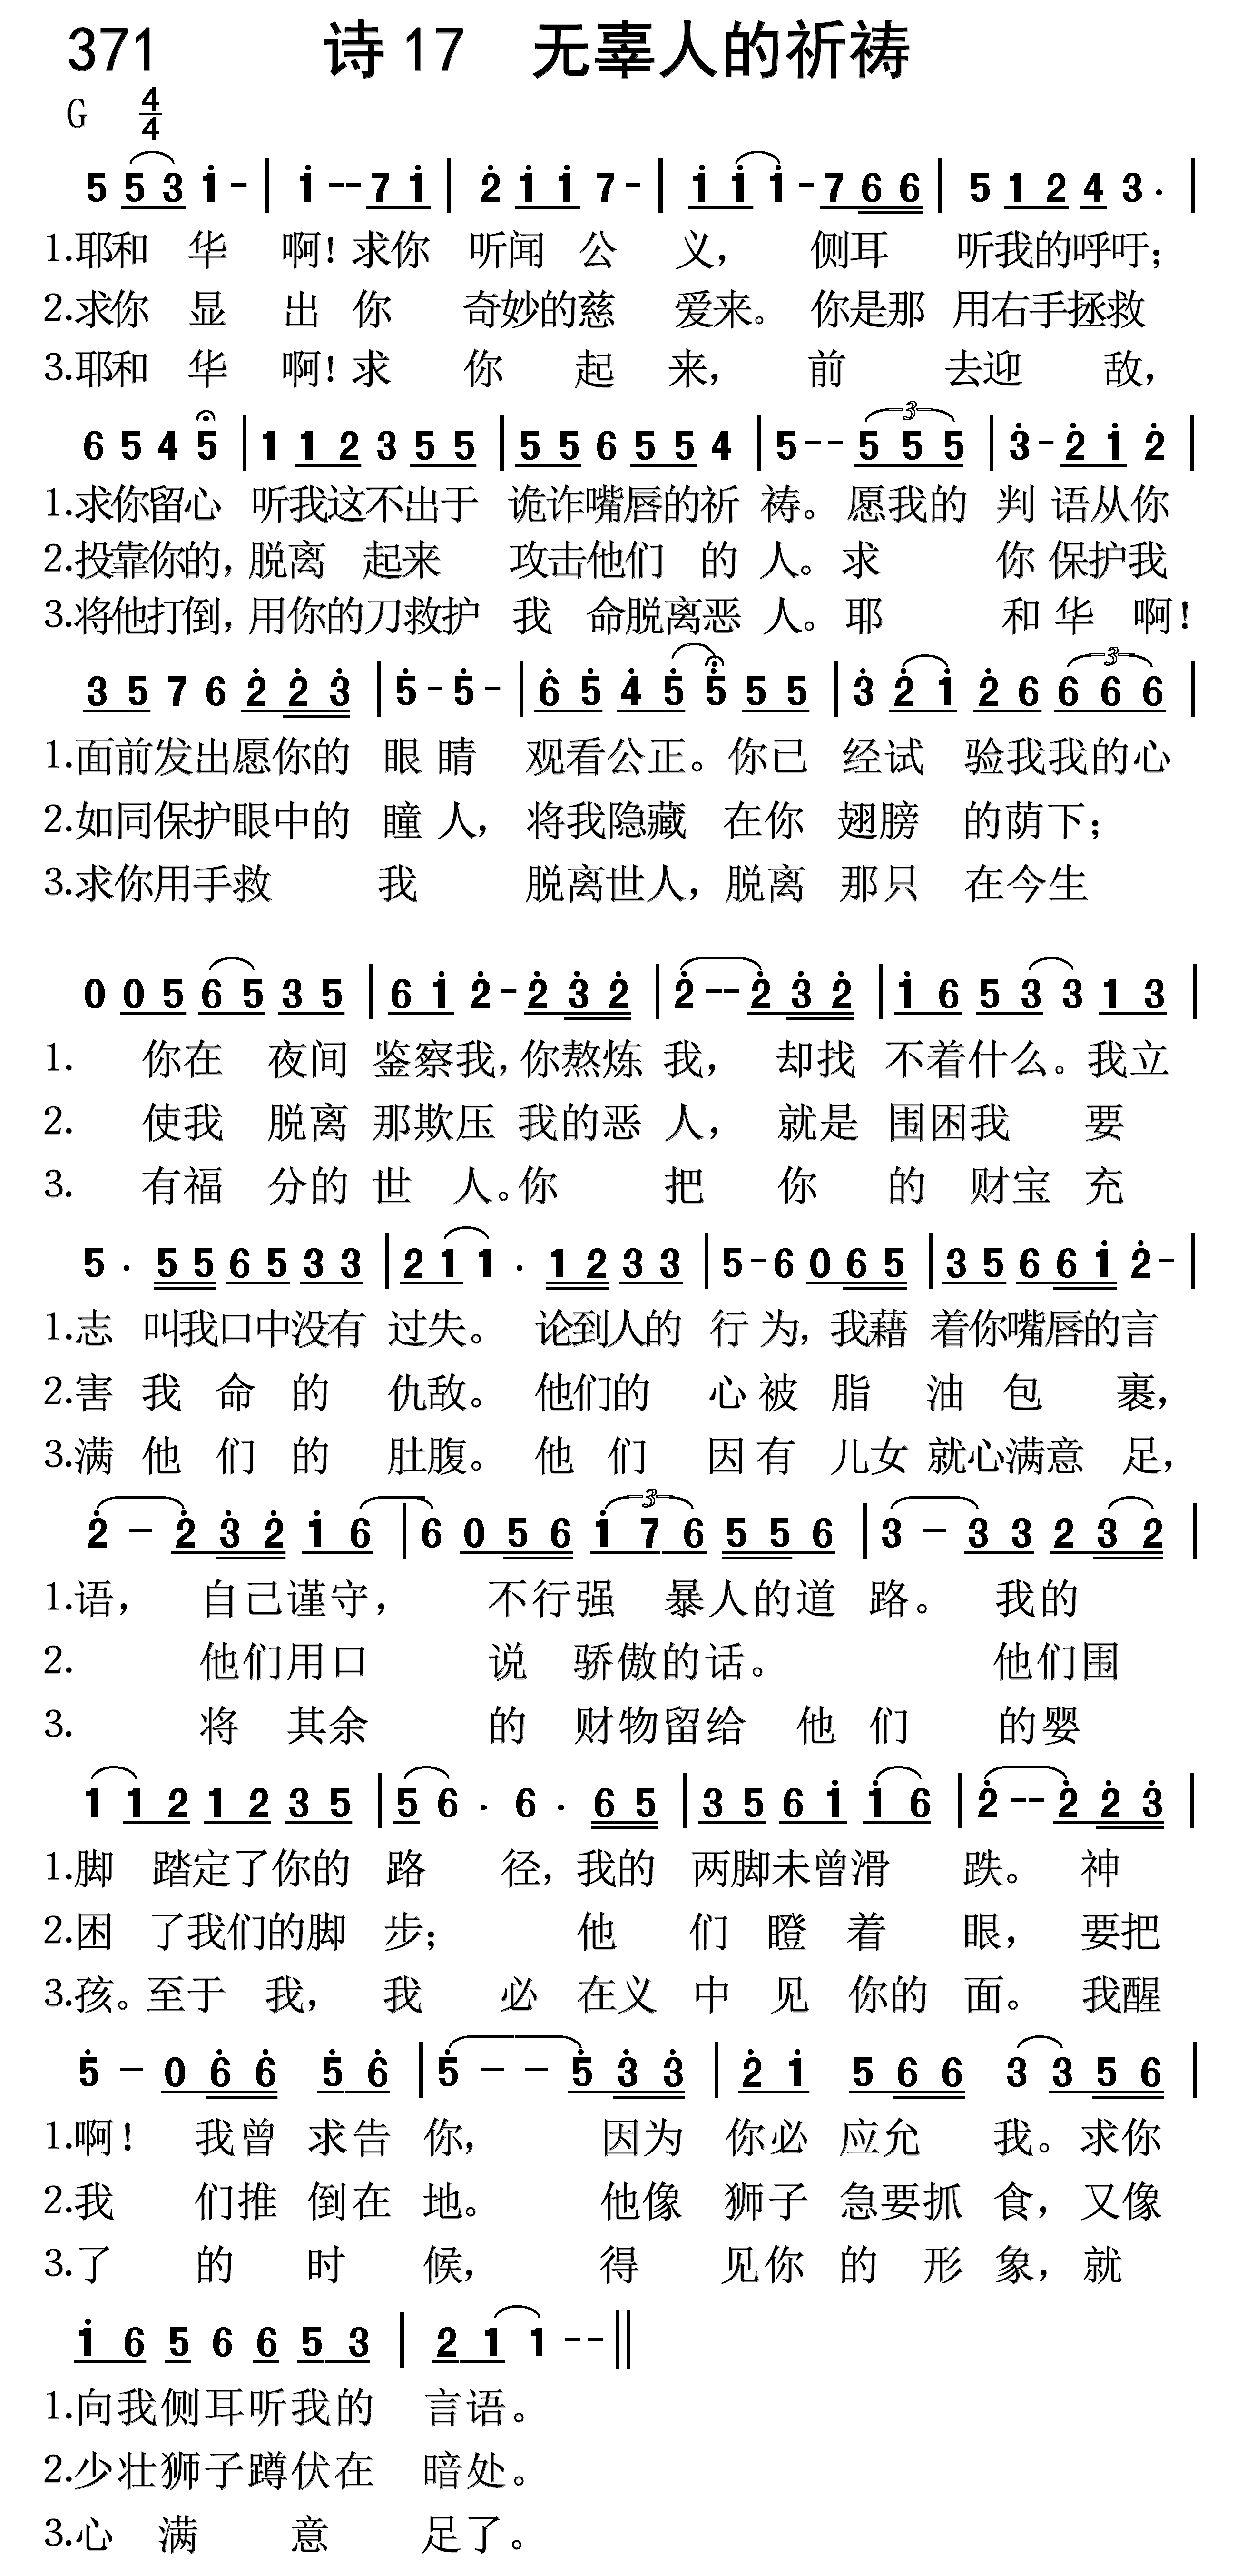 371 诗17 无辜人的祈祷
G 4/4
5 5 3 i - | i - - 7 i | 2 i i 7 - | i i i - 7 6 6 | 5 1 2 4 3 . |
1.耶和 华 啊！求你 听闻 公 义， 侧耳 听我的呼吁；
2.求你 显 出 你 奇妙的慈 爱来。 你是那 用右手拯救
3.耶和 华 啊！求 你 起 来， 前 去迎 敌，
6 5 4 5 | 1 1 2 3 5 5 | 5 5 6 5 5 4 | 5 - - 5 5 5 | 3 - 2 i 2 |
1.求你留心 听我这不出于 诡诈嘴唇的祈 祷。愿我的 判 语从你
2.投靠你的，脱离 起来 攻击他们 的 人。求 你 保护我
3.将他打倒，用你的刀救护 我 命脱离恶 人。耶 和 华 啊！
3 5 7 6 2 2 3 | 5 - 5 - | 6 5 4 5 5 5 5 | 3 2 i 2 6 6 6 6 |
1.面前发出愿你的 眼 睛 观看公正。你已 经试 验我我的心
2.如同保护眼中的 瞳 人，将我隐藏 在你 翅膀 的荫下；
3.求你用手救 我 脱离世人，脱离 那只 在今生
0 0 5 6 5 3 5 | 6 i 2 - 2 3 2 | 2 - - 2 3 2 | i 6 5 3 3 1 3 |
1. 你在 夜间 鉴察我，你熬炼 我， 却找 不着什么。我立
2. 使我 脱离 那欺压 我的恶 人， 就是 围困我 要
3. 有福 分的 世 人。你 把 你 的 财宝 充
5 . 5 5 6 5 3 3 | 2 1 1 . 1 2 3 3 | 5 - 6 0 6 5 | 3 5 6 6 i 2 - |
1.志 叫我口中没有 过失。 论到人的 行 为，我藉 着你嘴唇的言
2.害 我 命 的 仇敌。 他们的 心 被 脂 油 包 裹，
3.满 他 们 的 肚腹。 他 们 因 有 儿女 就心满意 足，
2 - 2 3 2 i 6 | 6 0 5 6 i 7 6 5 5 6 | 3 - 3 3 2 3 2 |
1.语， 自己谨守， 不行强 暴人的道 路。 我的
2. 他们用口 说 骄傲的话。 他们围
3. 将 其余 的 财物留给 他 们 的婴
1 1 2 1 2 3 5 | 5 6 . 6 . 6 5 | 3 5 6 i i 6 | 2 - - 2 2 3 |
1.脚 踏定了你的 路 径，我的 两脚未曾滑 跌。 神
2.困 了我们的脚 步； 他 们 瞪 着 眼， 要把
3.孩。至于 我， 我 必 在义 中 见 你的 面。 我醒
5 - 0 6 6 5 6 | 5 - - 5 3 3 | 2 i 5 6 6 3 3 5 6 |
1.啊！ 我曾 求告 你， 因为 你必 应允 我。求你
2.我 们推 倒在 地。 他像 狮子 急要抓 食，又像
3.了 的 时 候， 得 见你 的 形 象，就
i 6 5 6 6 5 3 | 2 1 1 - - ‖
1.向我侧耳听我的 言语。
2.少壮狮子蹲伏在 暗处。
3.心 满 意 足了。